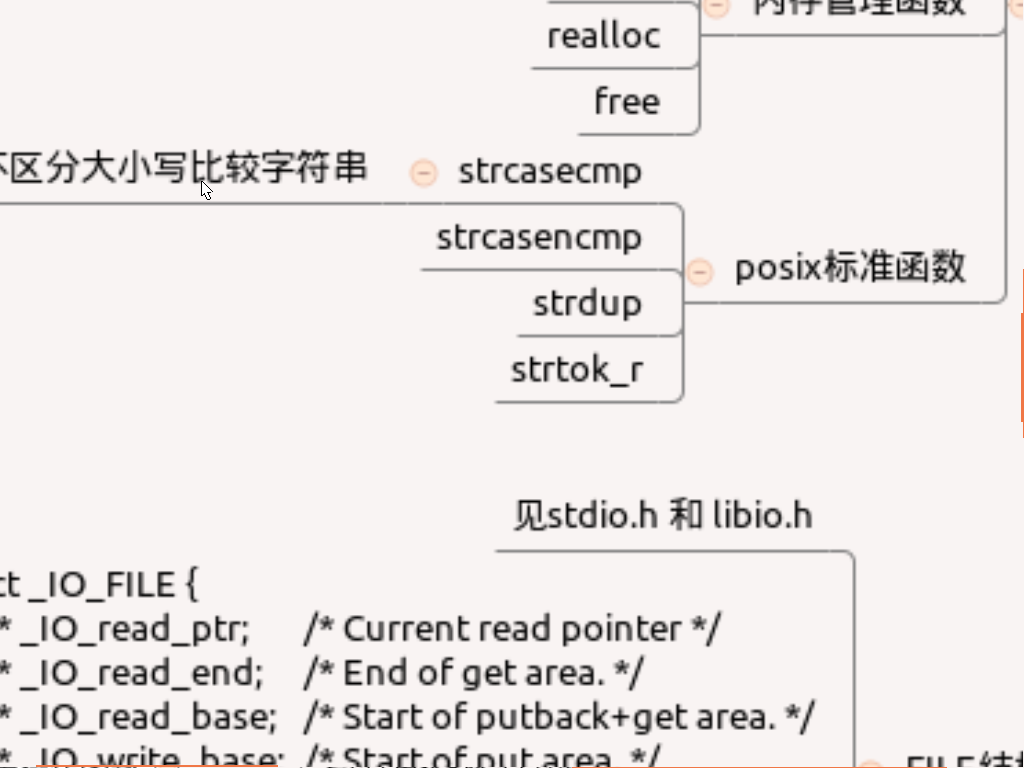 内存管理函数
realloc
free
不区分大小写比较字符串 strcasecmp
strcasencmp
posix标准函数
strdup
strtok_r
见stdio.h 和 libio.h
ct _IO_FILE {
* _IO_read_ptr; /* Current read pointer */
* _IO_read_end; /* End of get area. */
* _IO_read_base; /* Start of putback+get area. */
* _IO_write_base; /* Start of put area. */
FILE结构